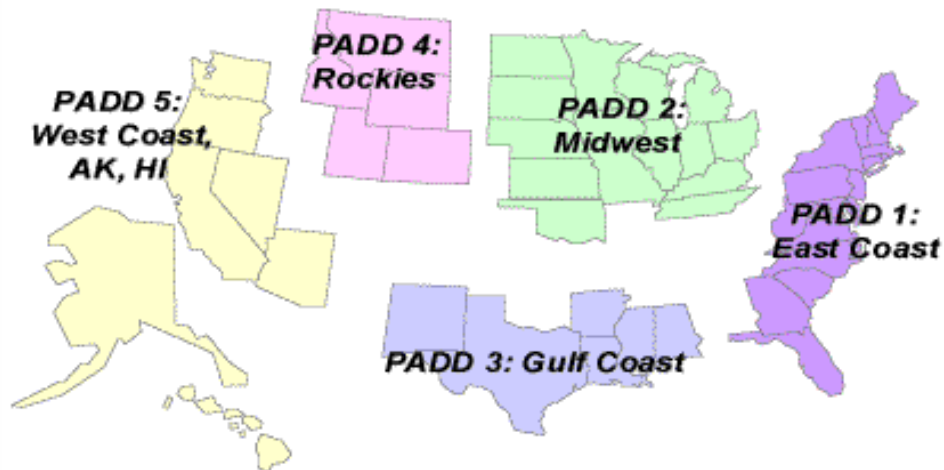 PADD 5:
West Coast,
AK, HI
PADD 4:
Rockies
PADD 2:
Midwest
PADD 1:
East Coast
PADD 3: Gulf Coast